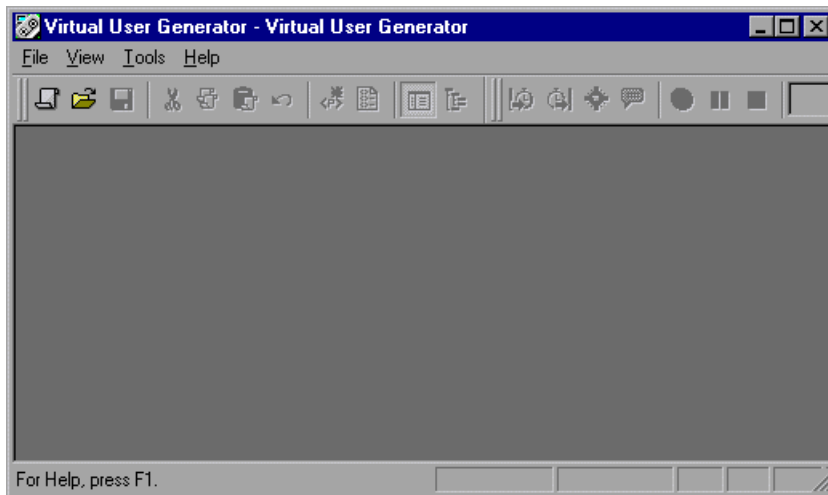 Virtual User Generator - Virtual User Generator
File View Tools Help
For Help, press F1.